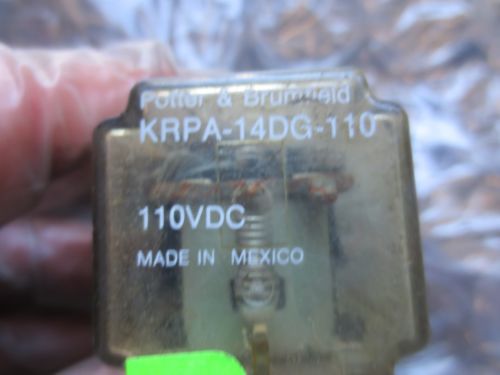 Potter & Brumfield
KRPA-14DG-110
110VDC
MADE IN MEXICO